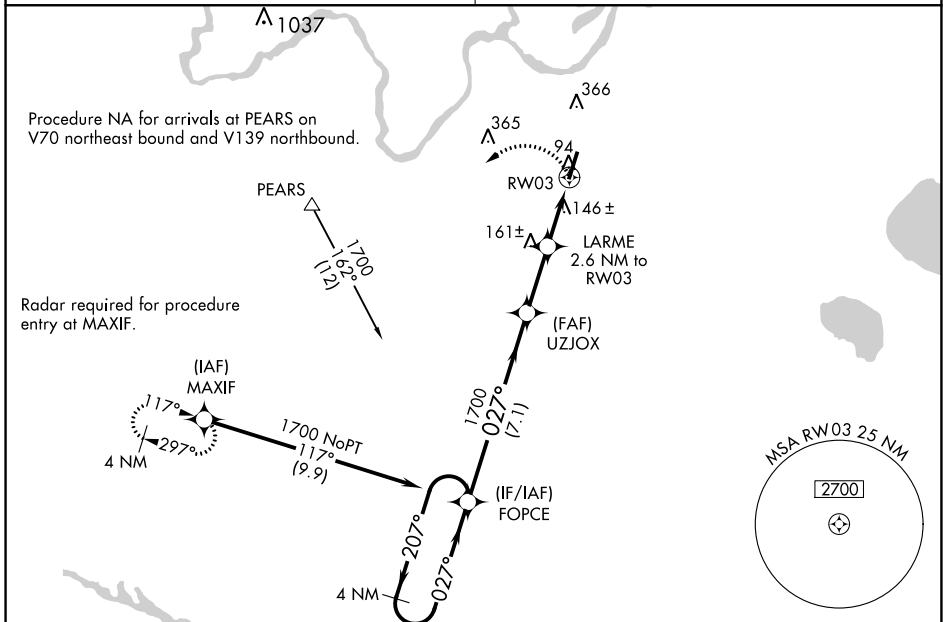 1037
366
Procedure NA for arrivals at PEARS on
V70 northeast bound and V139 northbound.
365
94
RW03
PEARS
146±
161±
LARME
2.6 NM to
RW03
1700
162°
(12)
Radar required for procedure
entry at MAXIF.
(FAF)
UZJOX
(IAF)
MAXIF
1700
027°
(7.1)
117°
297°
4 NM
1700 NoPT
117°
(9.9)
MSA RW03 25 NM
2700
(IF/IAF)
FOPCE
207°
027°
4 NM